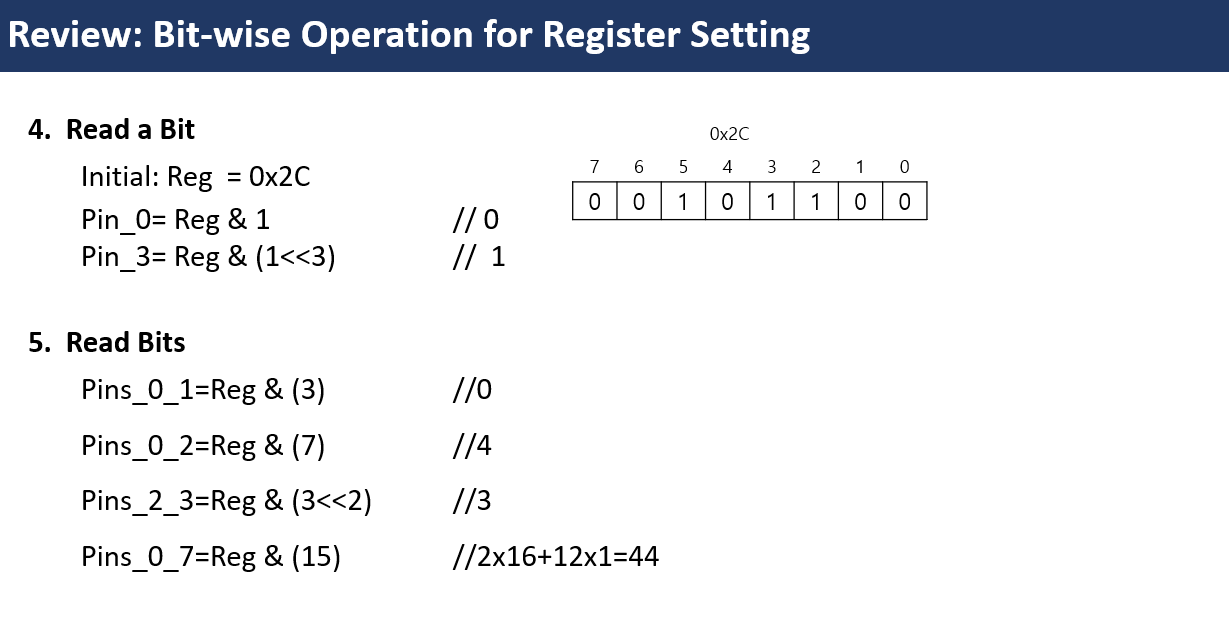 Review: Bit-wise Operation for Register Setting
4. Read a Bit
Initial: Reg = 0x2C
Pin_0= Reg & 1 // 0
Pin_3= Reg & (1<<3) // 1
0x2C
7 6 5 4 3 2 1 0
0 0 1 0 1 1 0 0
5. Read Bits
Pins_0_1=Reg & (3) //0
Pins_0_2=Reg & (7) //4
Pins_2_3=Reg & (3<<2) //3
Pins_0_7=Reg & (15) //2x16+12x1=44